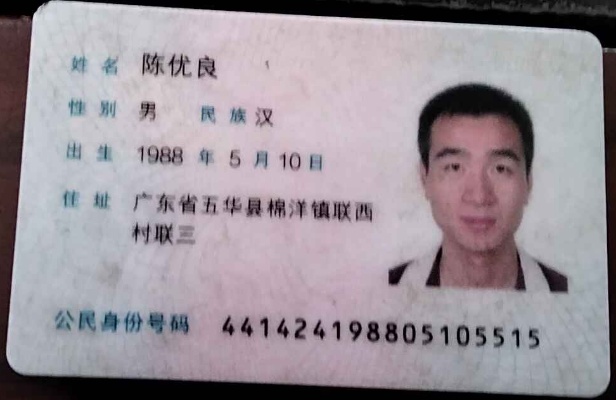 姓名 陈优良
性别 男 民族 汉
出生 1988 年 5 月 10 日
住址 广东省五华县棉洋镇联西
村联三
公民身份号码 441424198805105515